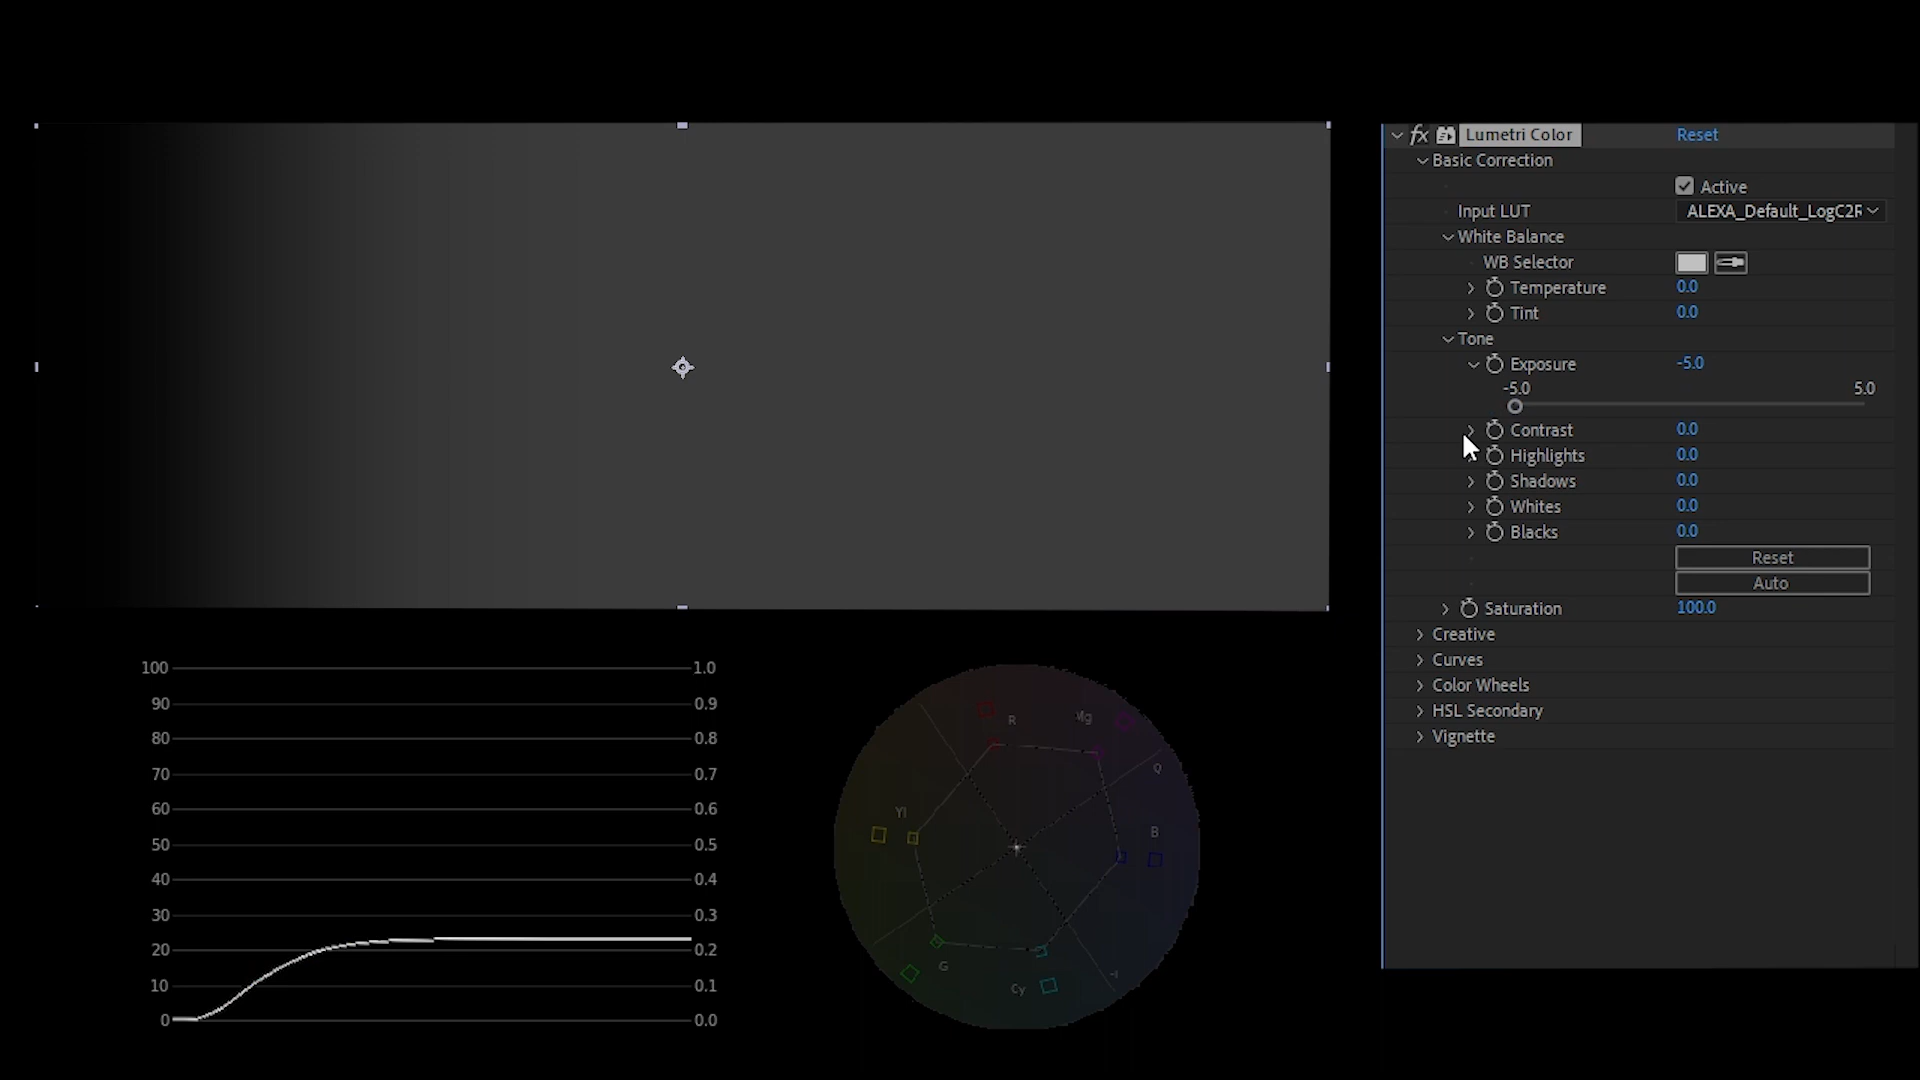 fx Lumetri Color Reset
Basic Correction
Active
Input LUT ALEXA_Default_LogC2R
White Balance
WB Selector
Temperature 0.0
Tint 0.0
Tone
Exposure -5.0
-5.0 5.0
Contrast 0.0
Highlights 0.0
Shadows 0.0
Whites 0.0
Blacks 0.0
Reset
Auto
Saturation 100.0
Creative
Curves
Color Wheels
HSL Secondary
Vignette
100 1.0
90 0.9
80 0.8
70 0.7
60 0.6
50 0.5
40 0.4
30 0.3
20 0.2
10 0.1
0 0.0
R Mg
Q
Yl
B
G
Cy -I